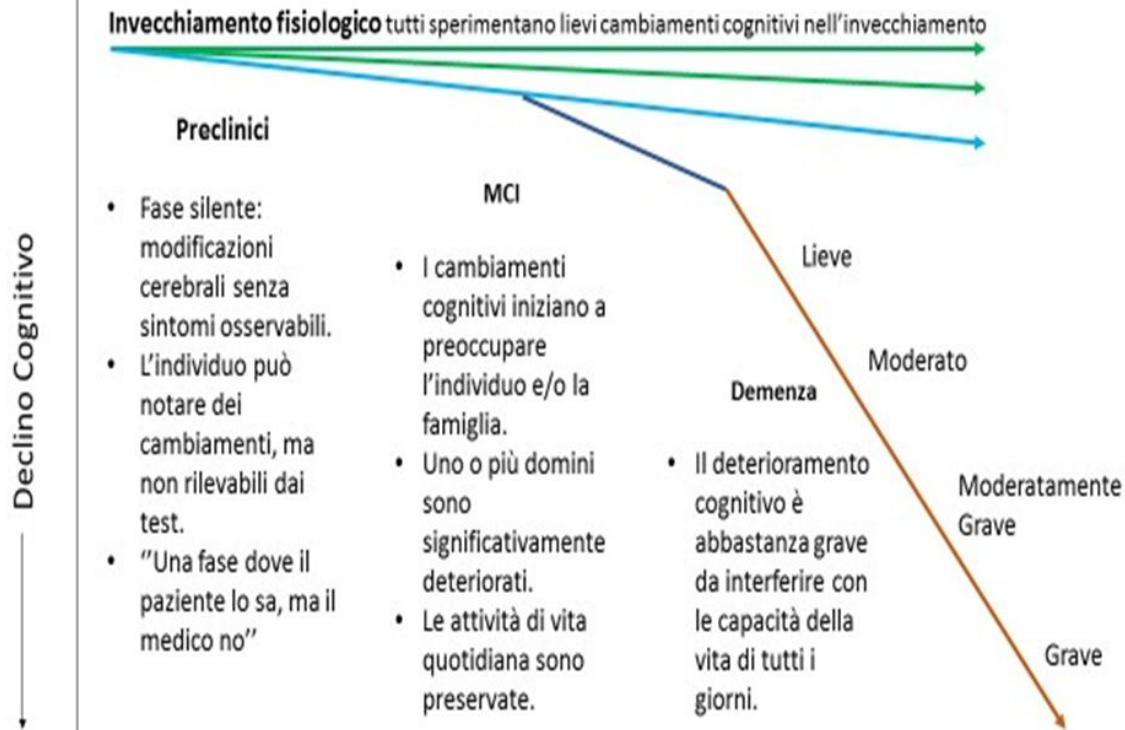 Invecchiamento fisiologico tutti sperimentano lievi cambiamenti cognitivi nell'invecchiamento
Declino Cognitivo
Preclinici
• Fase silente:
modificazioni
cerebrali senza
sintomi osservabili.
• L'individuo può
notare dei
cambiamenti, ma
non rilevabili dai
test.
• ‘’Una fase dove il
paziente lo sa, ma il
medico no’’
MCI
• I cambiamenti
cognitivi iniziano a
preoccupare
l'individuo e/o la
famiglia.
• Uno o più domini
sono
significativamente
deteriorati.
• Le attività di vita
quotidiana sono
preservate.
Demenza
• Il deterioramento
cognitivo è
abbastanza grave
da interferire con
le capacità della
vita di tutti i
giorni.
Lieve
Moderato
Moderatamente
Grave
Grave